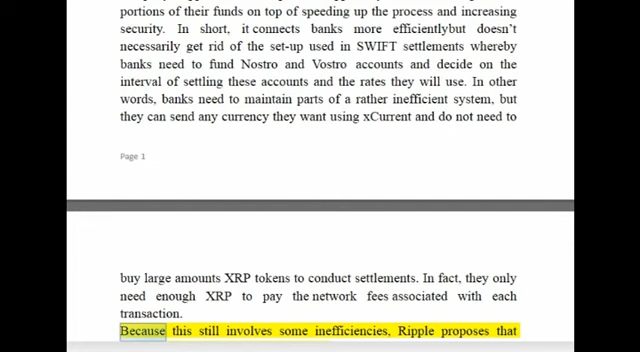 portions of their funds on top of speeding up the process and increasing
security. In short, it connects banks more efficientlybut doesn't
necessarily get rid of the set-up used in SWIFT settlements whereby
banks need to fund Nostro and Vostro accounts and decide on the
interval of settling these accounts and the rates they will use. In other
words, banks need to maintain parts of a rather inefficient system, but
they can send any currency they want using xCurrent and do not need to
Page 1
buy large amounts XRP tokens to conduct settlements. In fact, they only
need enough XRP to pay the network fees associated with each
transaction.
Because this still involves some inefficiencies, Ripple proposes that